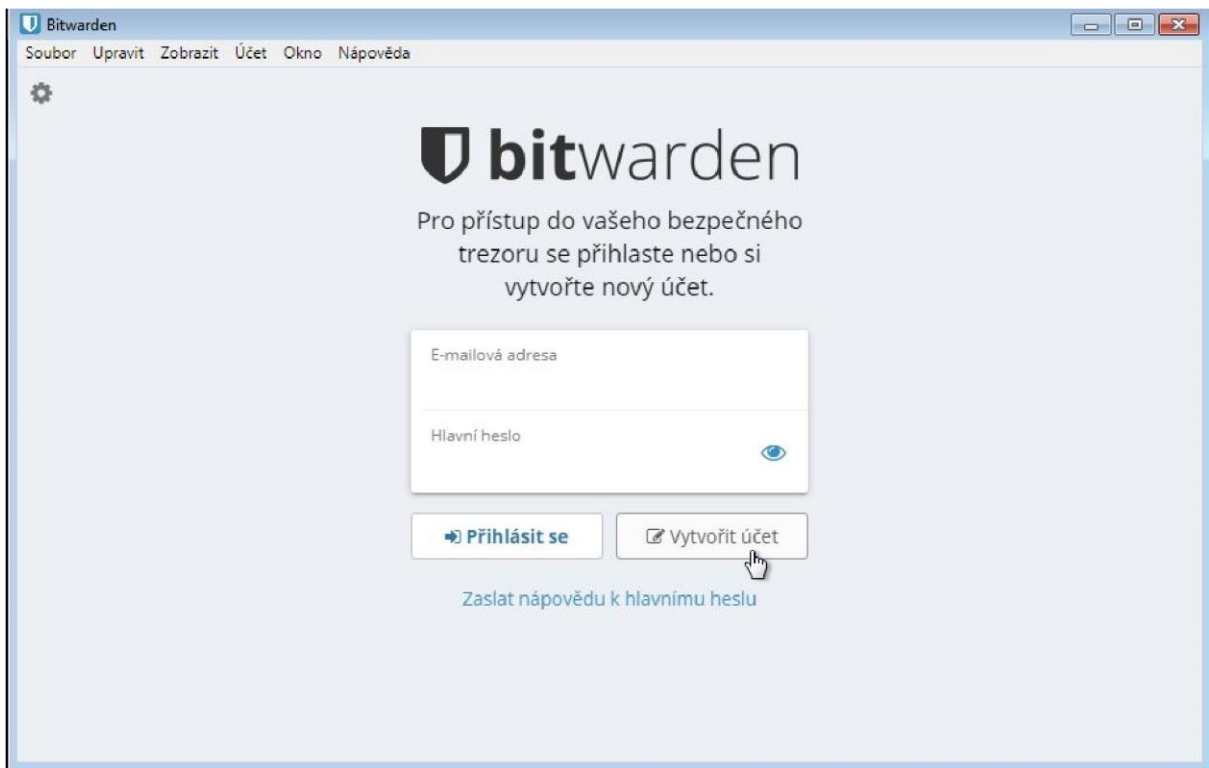 Bitwarden
Soubor Upravit Zobrazit Účet Okno Nápověda
bitwarden
Pro přístup do vašeho bezpečného
trezoru se přihlaste nebo si
vytvořte nový účet.
E-mailová adresa
Hlavní heslo
Přihlásit se
Vytvořit účet
Zaslat nápovědu k hlavnímu heslu